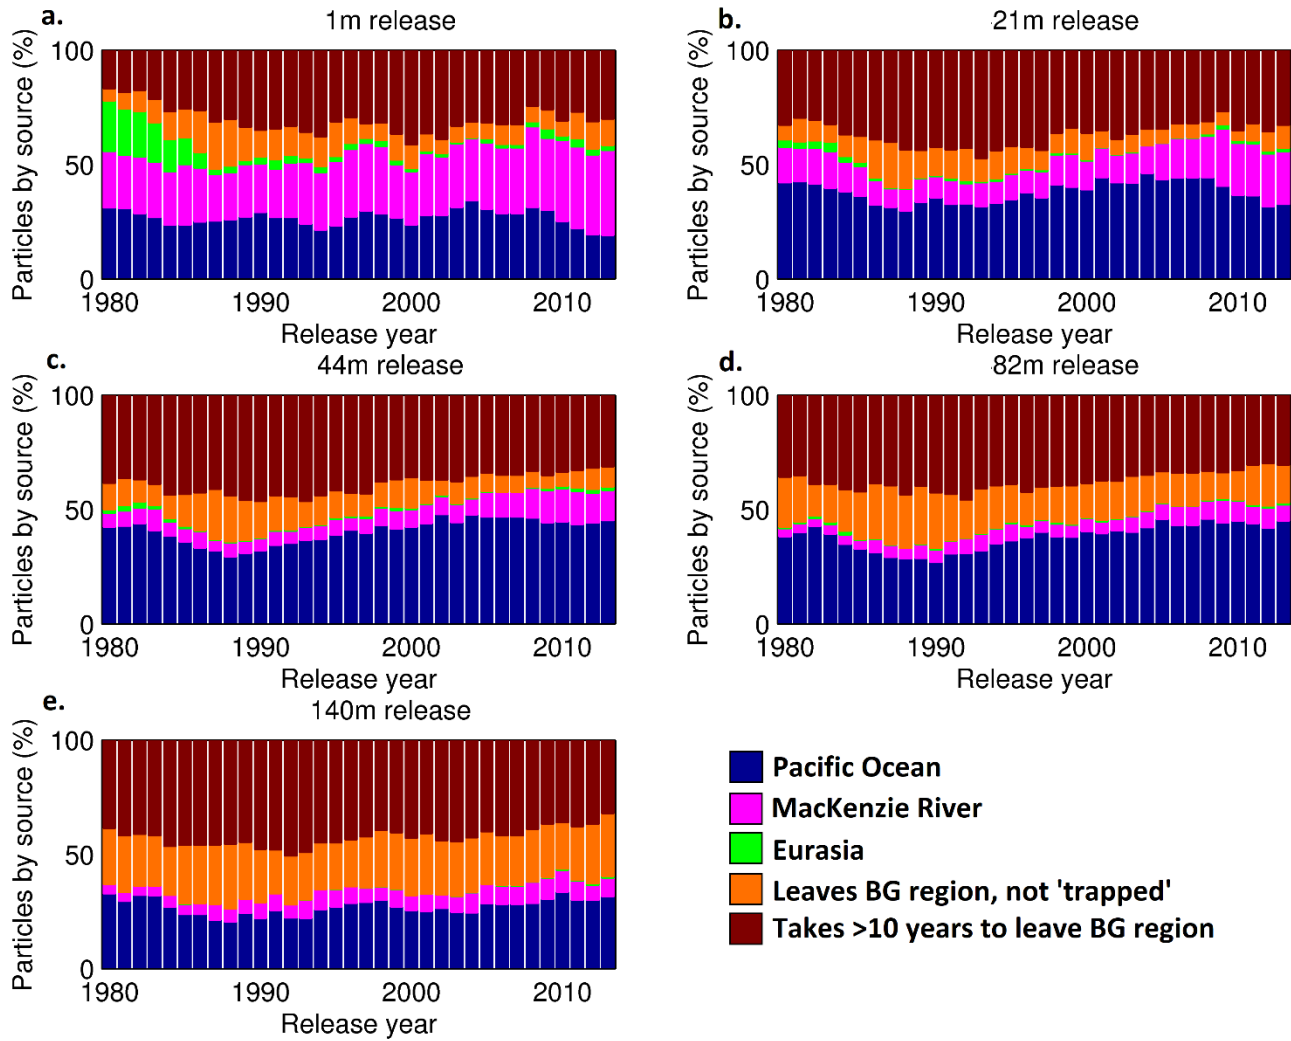 a.
1m release
Particles by source (%)
100
50
0
1980
1990
2000
2010
Release year
b.
21m release
Particles by source (%)
100
50
0
1980
1990
2000
2010
Release year
c.
44m release
Particles by source (%)
100
50
0
1980
1990
2000
2010
Release year
d.
82m release
Particles by source (%)
100
50
0
1980
1990
2000
2010
Release year
e.
140m release
Particles by source (%)
100
50
0
1980
1990
2000
2010
Release year
Pacific Ocean
MacKenzie River
Eurasia
Leaves BG region, not 'trapped'
Takes >10 years to leave BG region